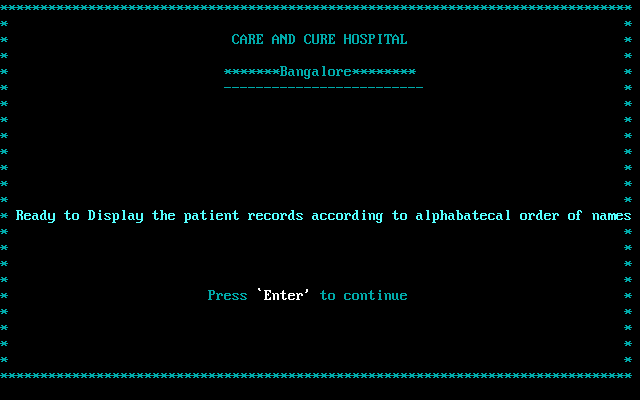 CARE AND CURE HOSPITAL
*******Bangalore********
-------------------------
Ready to Display the patient records according to alphabatecal order of names
Press `Enter' to continue